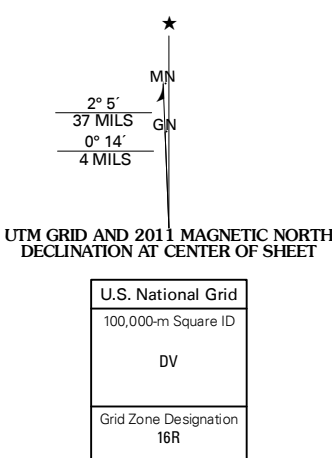 ★
MN
GN
2° 5´
37 MILS
0° 14´
4 MILS
UTM GRID AND 2011 MAGNETIC NORTH
DECLINATION AT CENTER OF SHEET
U.S. National Grid
100,000-m Square ID
DV
Grid Zone Designation
16R